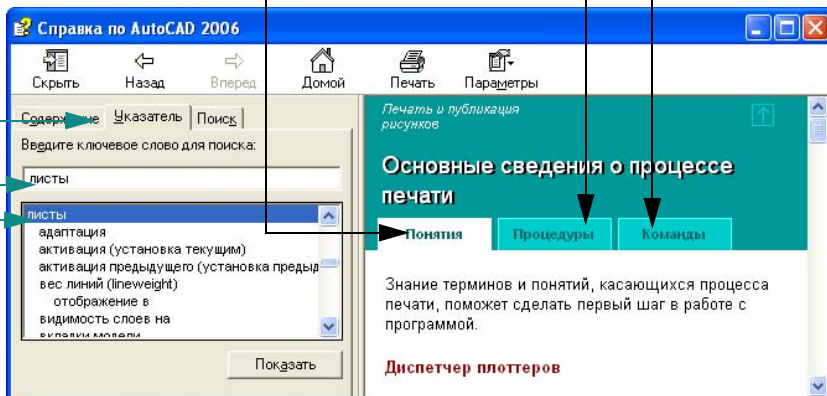 Справка по AutoCAD 2006
Скрыть Назад Вперед Домой Печать Параметры
Содержание Указатель Поиск
Введите ключевое слово для поиска:
листы
листы
адаптация
активация (установка текущим)
активация предыдущего (установка предыд
вес линий (lineweight)
отображение в
видимость слоев на
вкладки модели
Показать
Печать и публикация
рисунков
Основные сведения о процессе
печати
Понятия Процедуры Команды
Знание терминов и понятий, касающихся процесса
печати, поможет сделать первый шаг в работе с
программой.
Диспетчер плоттеров